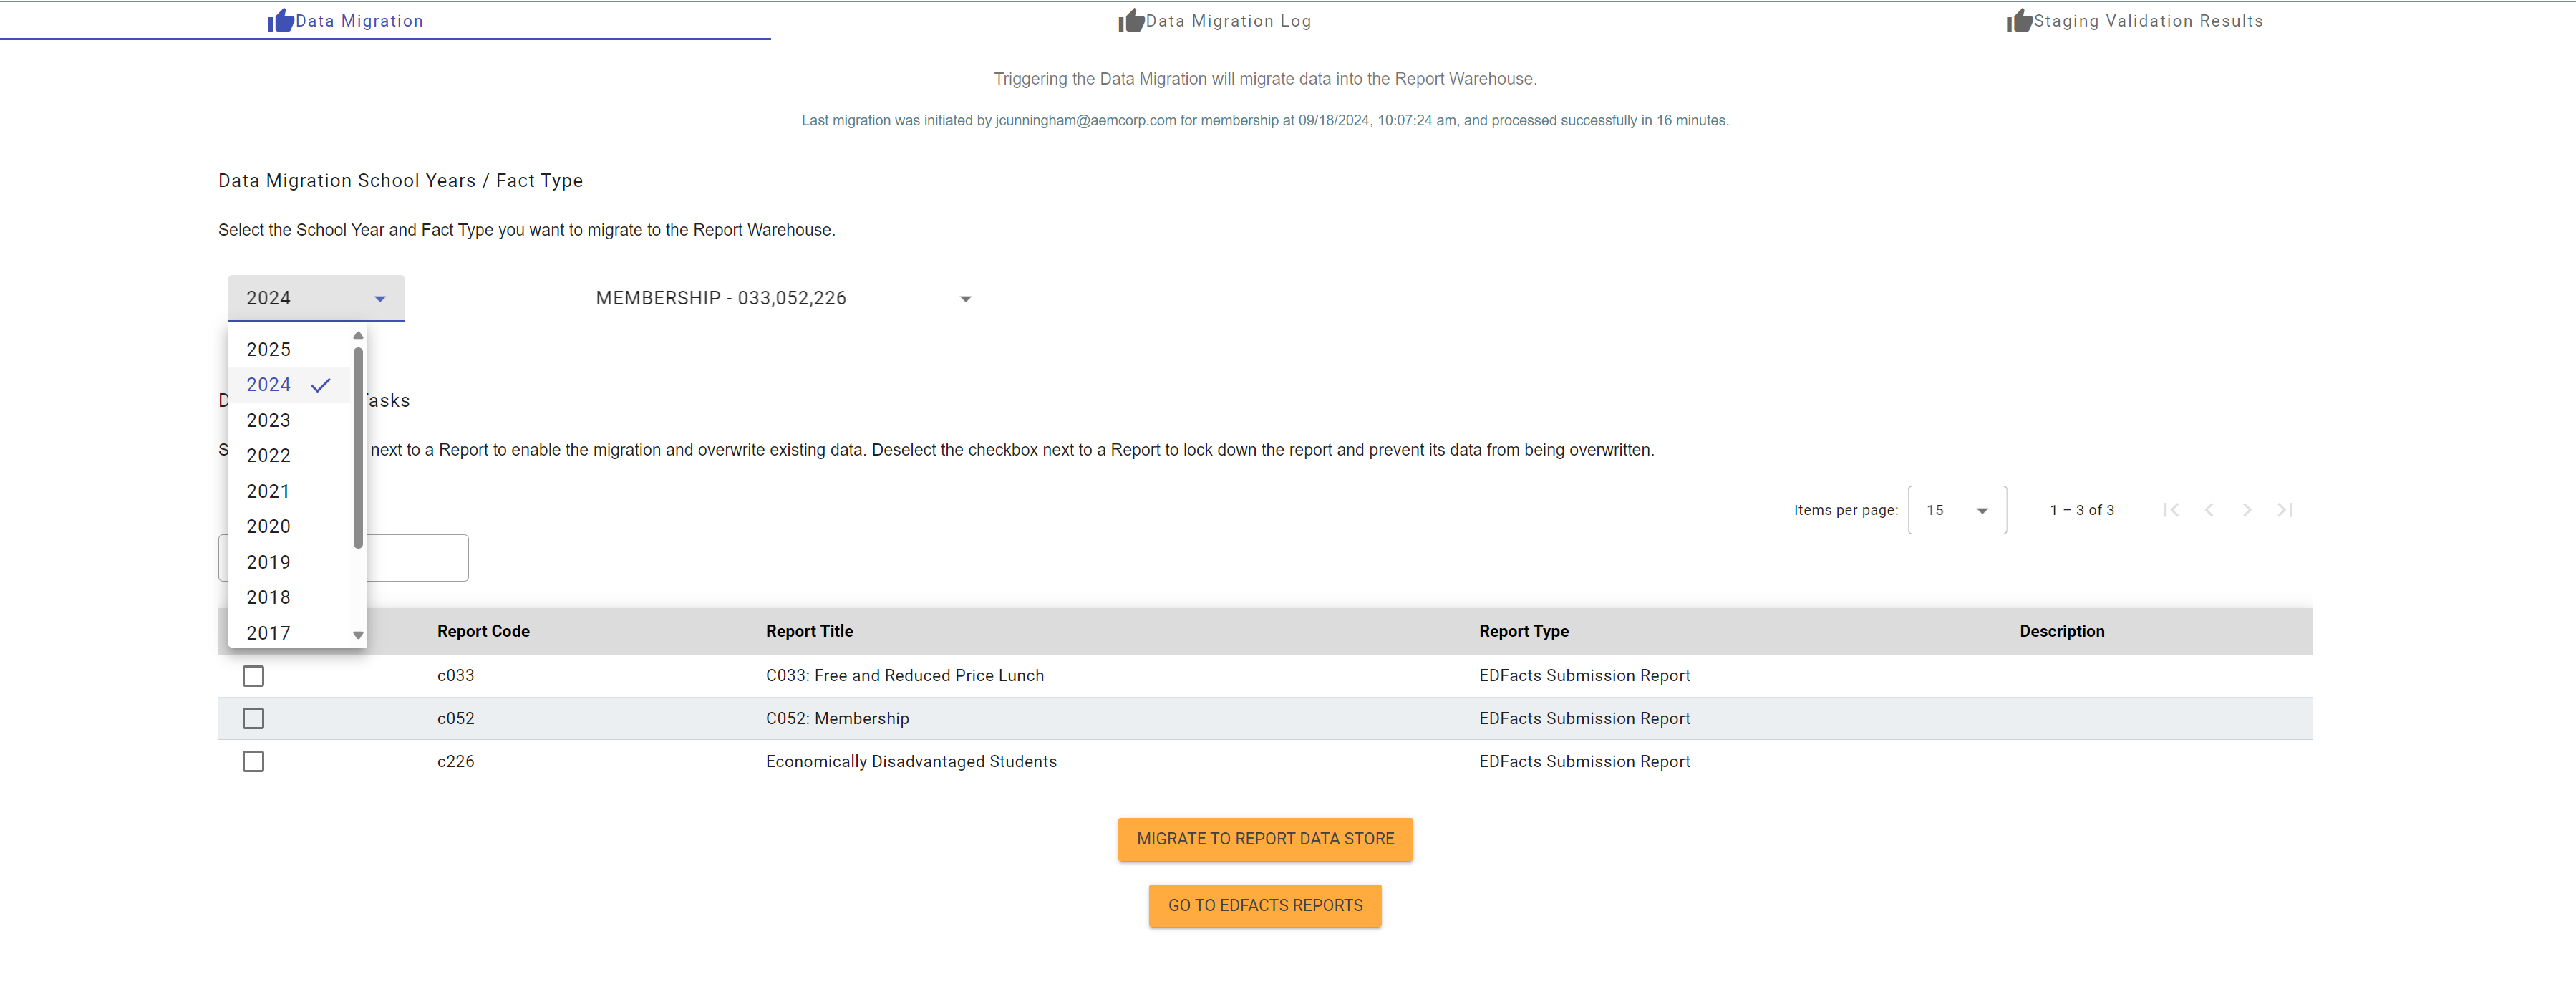 Data Migration
Data Migration Log
Staging Validation Results
Triggering the Data Migration will migrate data into the Report Warehouse.
Last migration was initiated by jcunningham@aemcorp.com for membership at 09/18/2024, 10:07:24 am, and processed successfully in 16 minutes.
Data Migration School Years / Fact Type
Select the School Year and Fact Type you want to migrate to the Report Warehouse.
2024
MEMBERSHIP - 033,052,226
2025
2024
2023
2022
2021
2020
2019
2018
2017
next to a Report to enable the migration and overwrite existing data. Deselect the checkbox next to a Report to lock down the report and prevent its data from being overwritten.
Items per page: 15 1 – 3 of 3
Report Code Report Title Report Type Description
c033 C033: Free and Reduced Price Lunch EDFacts Submission Report
c052 C052: Membership EDFacts Submission Report
c226 Economically Disadvantaged Students EDFacts Submission Report
MIGRATE TO REPORT DATA STORE
GO TO EDFACTS REPORTS